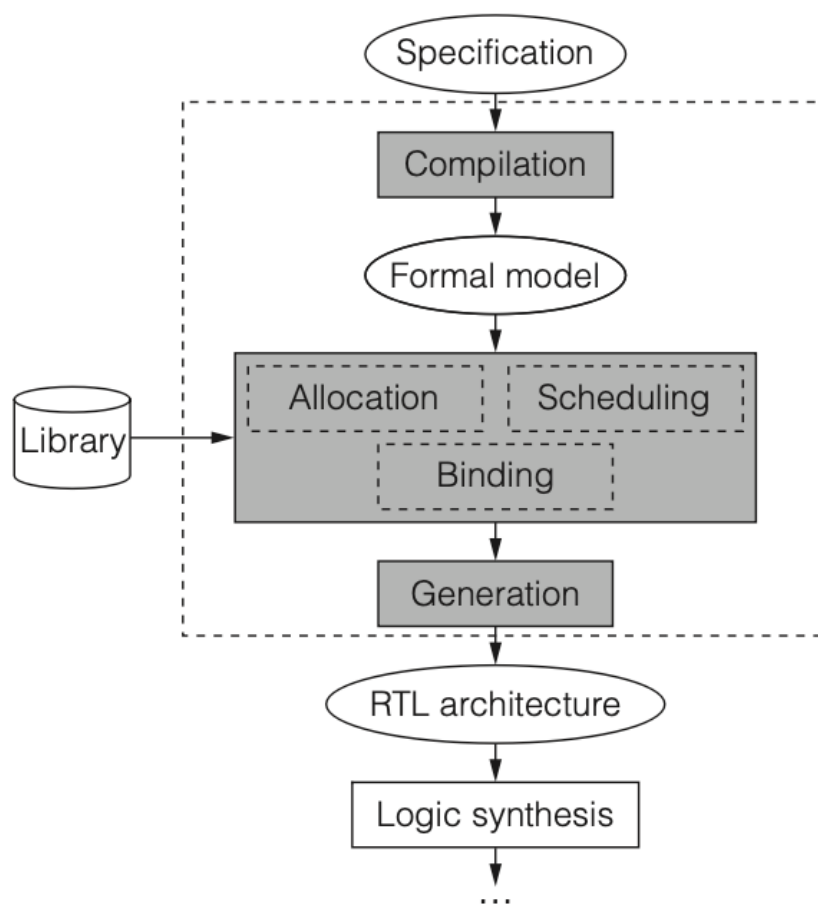 Specification
Compilation
Formal model
Allocation
Scheduling
Library
Binding
Generation
RTL architecture
Logic synthesis
...